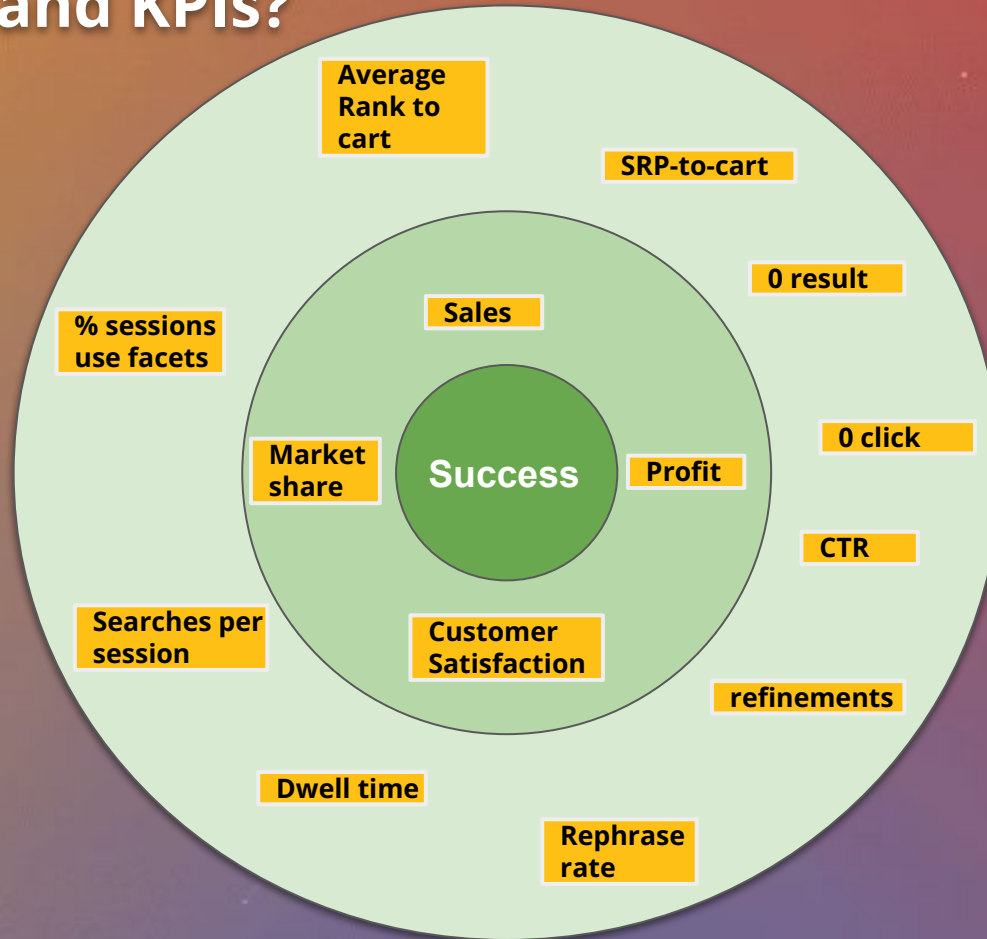 and KPIs?
Average
Rank to
cart
SRP-to-cart
0 result
% sessions
use facets
Sales
0 click
Market
share
Success
Profit
CTR
Searches per
session
Customer
Satisfaction
refinements
Dwell time
Rephrase
rate